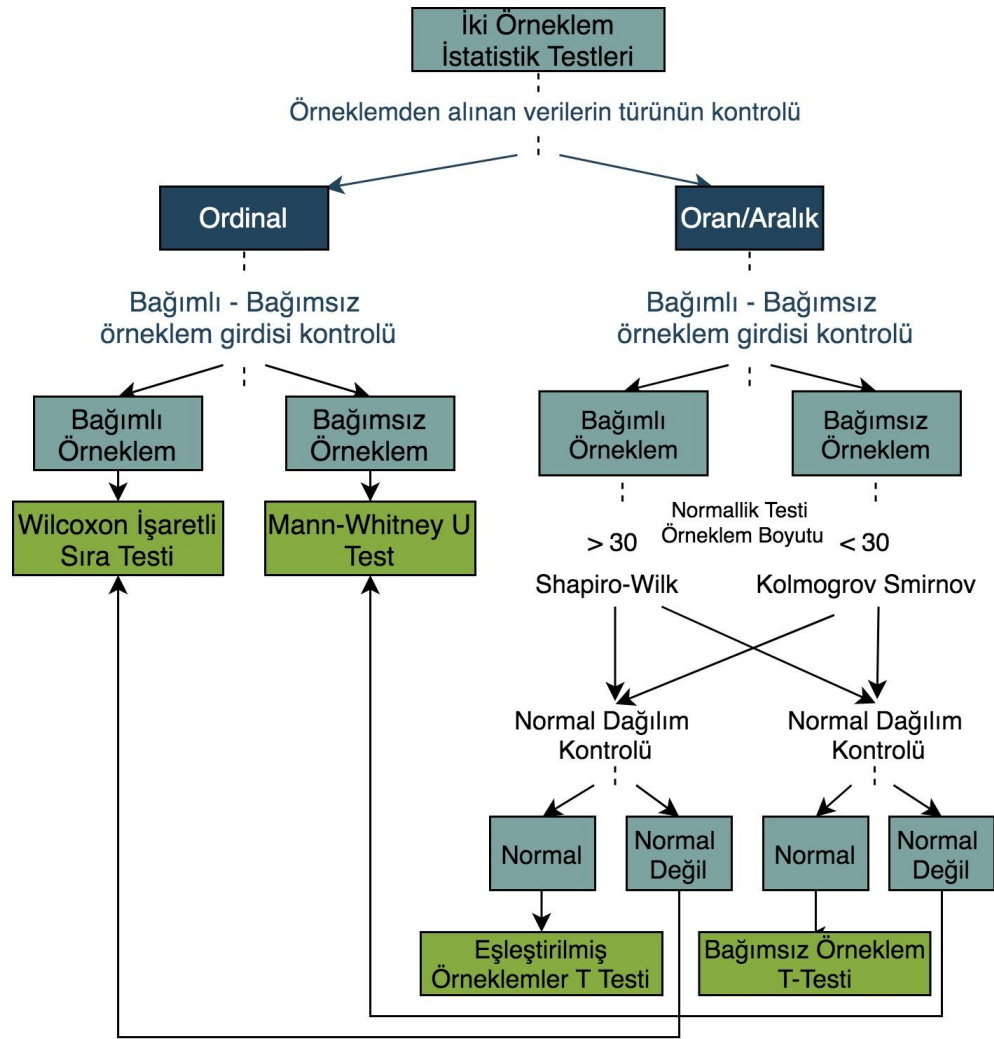 İki Örneklem
İstatistik Testleri
Örneklemden alınan verilerin türünün kontrolü
Ordinal
Oran/Aralık
Bağımlı - Bağımsız
örneklem girdisi kontrolü
Bağımlı - Bağımsız
örneklem girdisi kontrolü
Bağımlı
Örneklem
Bağımsız
Örneklem
Bağımlı
Örneklem
Bağımsız
Örneklem
Wilcoxon İşaretli
Sıra Testi
Mann-Whitney U
Test
Normallik Testi
Örneklem Boyutu
> 30
< 30
Shapiro-Wilk
Kolmogrov Smirnov
Normal Dağılım
Kontrolü
Normal Dağılım
Kontrolü
Normal
Normal
Değil
Normal
Normal
Değil
Eşleştirilmiş
Örneklemler T Testi
Bağımsız Örneklem
T-Testi